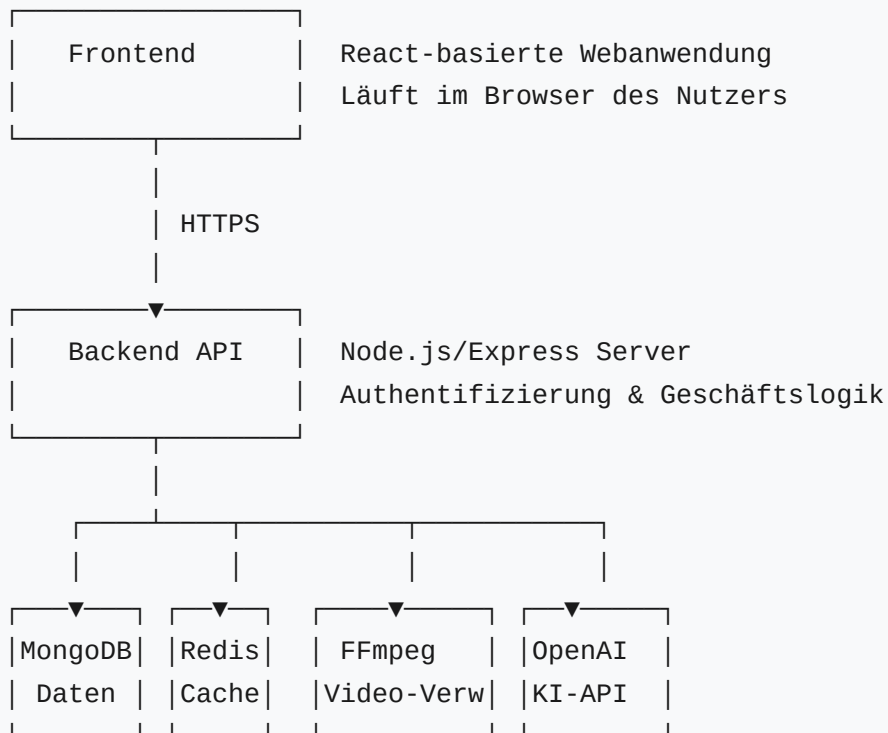 Frontend React-basierte Webanwendung
Läuft im Browser des Nutzers
HTTPS
Backend API Node.js/Express Server
Authentifizierung & Geschäftslogik
MongoDB Redis FFmpeg OpenAI
Daten Cache Video-Verw KI-API